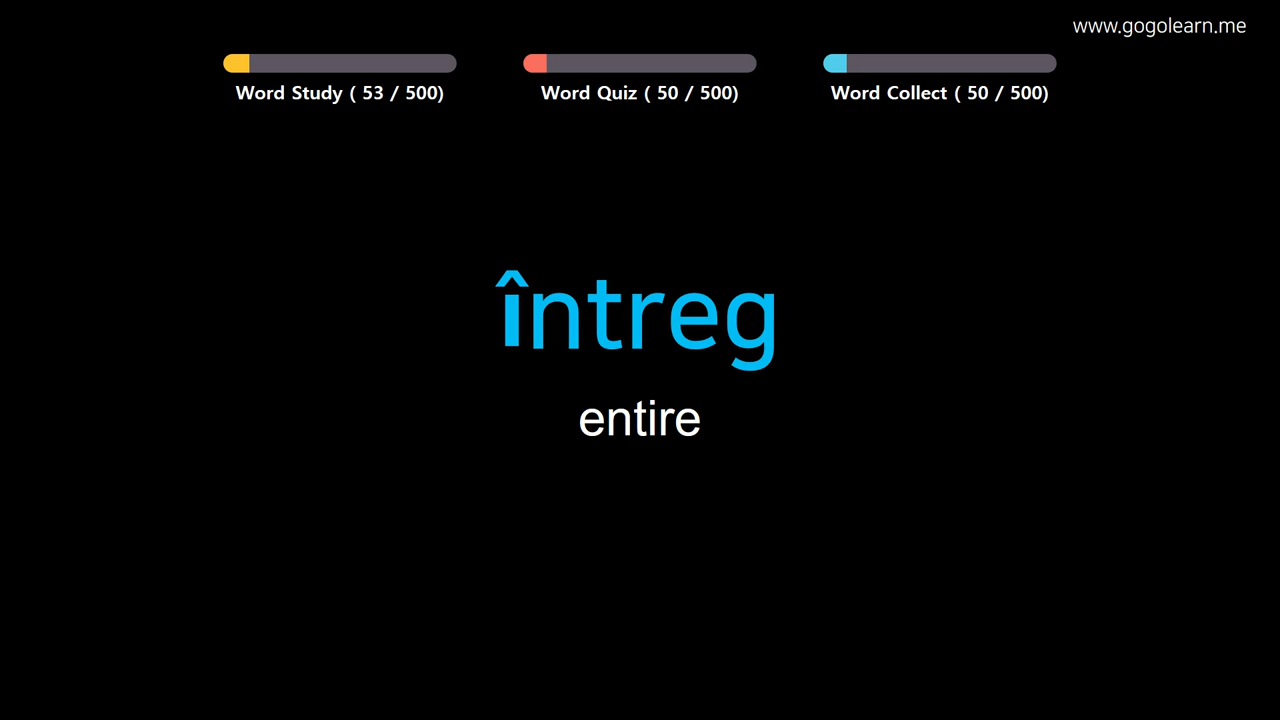 www.gogolearn.me
Word Study ( 53 / 500)
Word Quiz ( 50 / 500)
Word Collect ( 50 / 500)
întreg
entire